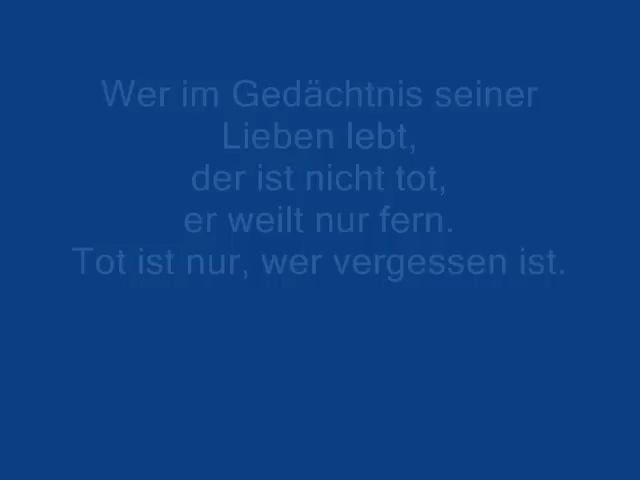 Wer im Gedächtnis seiner
Lieben lebt,
der ist nicht tot,
er weilt nur fern.
Tot ist nur, wer vergessen ist.